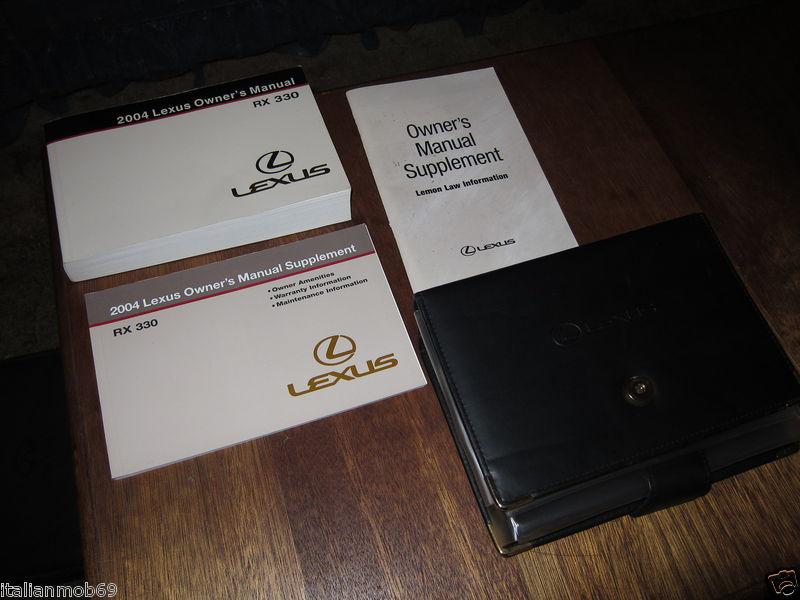 2004 Lexus Owner's Manual
RX 330
LEXUS
Owner's
Manual
Supplement
Lemon Law Information
LEXUS
2004 Lexus Owner's Manual Supplement
• Owner Amenities
• Warranty Information
• Maintenance Information
RX 330
LEXUS
LEXUS
italianmob69